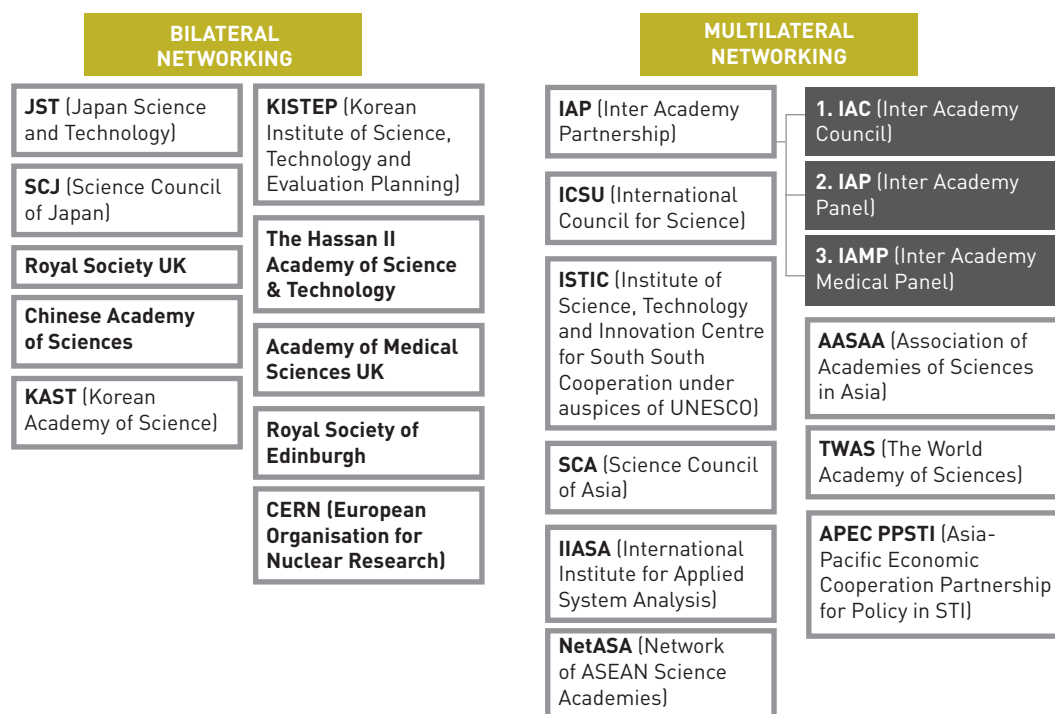 BILATERAL
NETWORKING
JST (Japan Science
and Technology)
SCJ (Science Council
of Japan)
Royal Society UK
Chinese Academy
of Sciences
KAST (Korean
Academy of Science)
KISTEP (Korean
Institute of Science,
Technology and
Evaluation Planning)
The Hassan II
Academy of Science
& Technology
Academy of Medical
Sciences UK
Royal Society of
Edinburgh
CERN (European
Organisation for
Nuclear Research)
MULTILATERAL
NETWORKING
IAP (Inter Academy
Partnership)
ICSU (International
Council for Science)
ISTIC (Institute of
Science, Technology
and Innovation Centre
for South South
Cooperation under
auspices of UNESCO)
SCA (Science Council
of Asia)
IIASA (International
Institute for Applied
System Analysis)
NetASA (Network
of ASEAN Science
Academies)
1. IAC (Inter Academy
Council)
2. IAP (Inter Academy
Panel)
3. IAMP (Inter Academy
Medical Panel)
AASAA (Association of
Academies of Sciences
in Asia)
TWAS (The World
Academy of Sciences)
APEC PPSTI (Asia-
Pacific Economic
Cooperation Partnership
for Policy in STI)